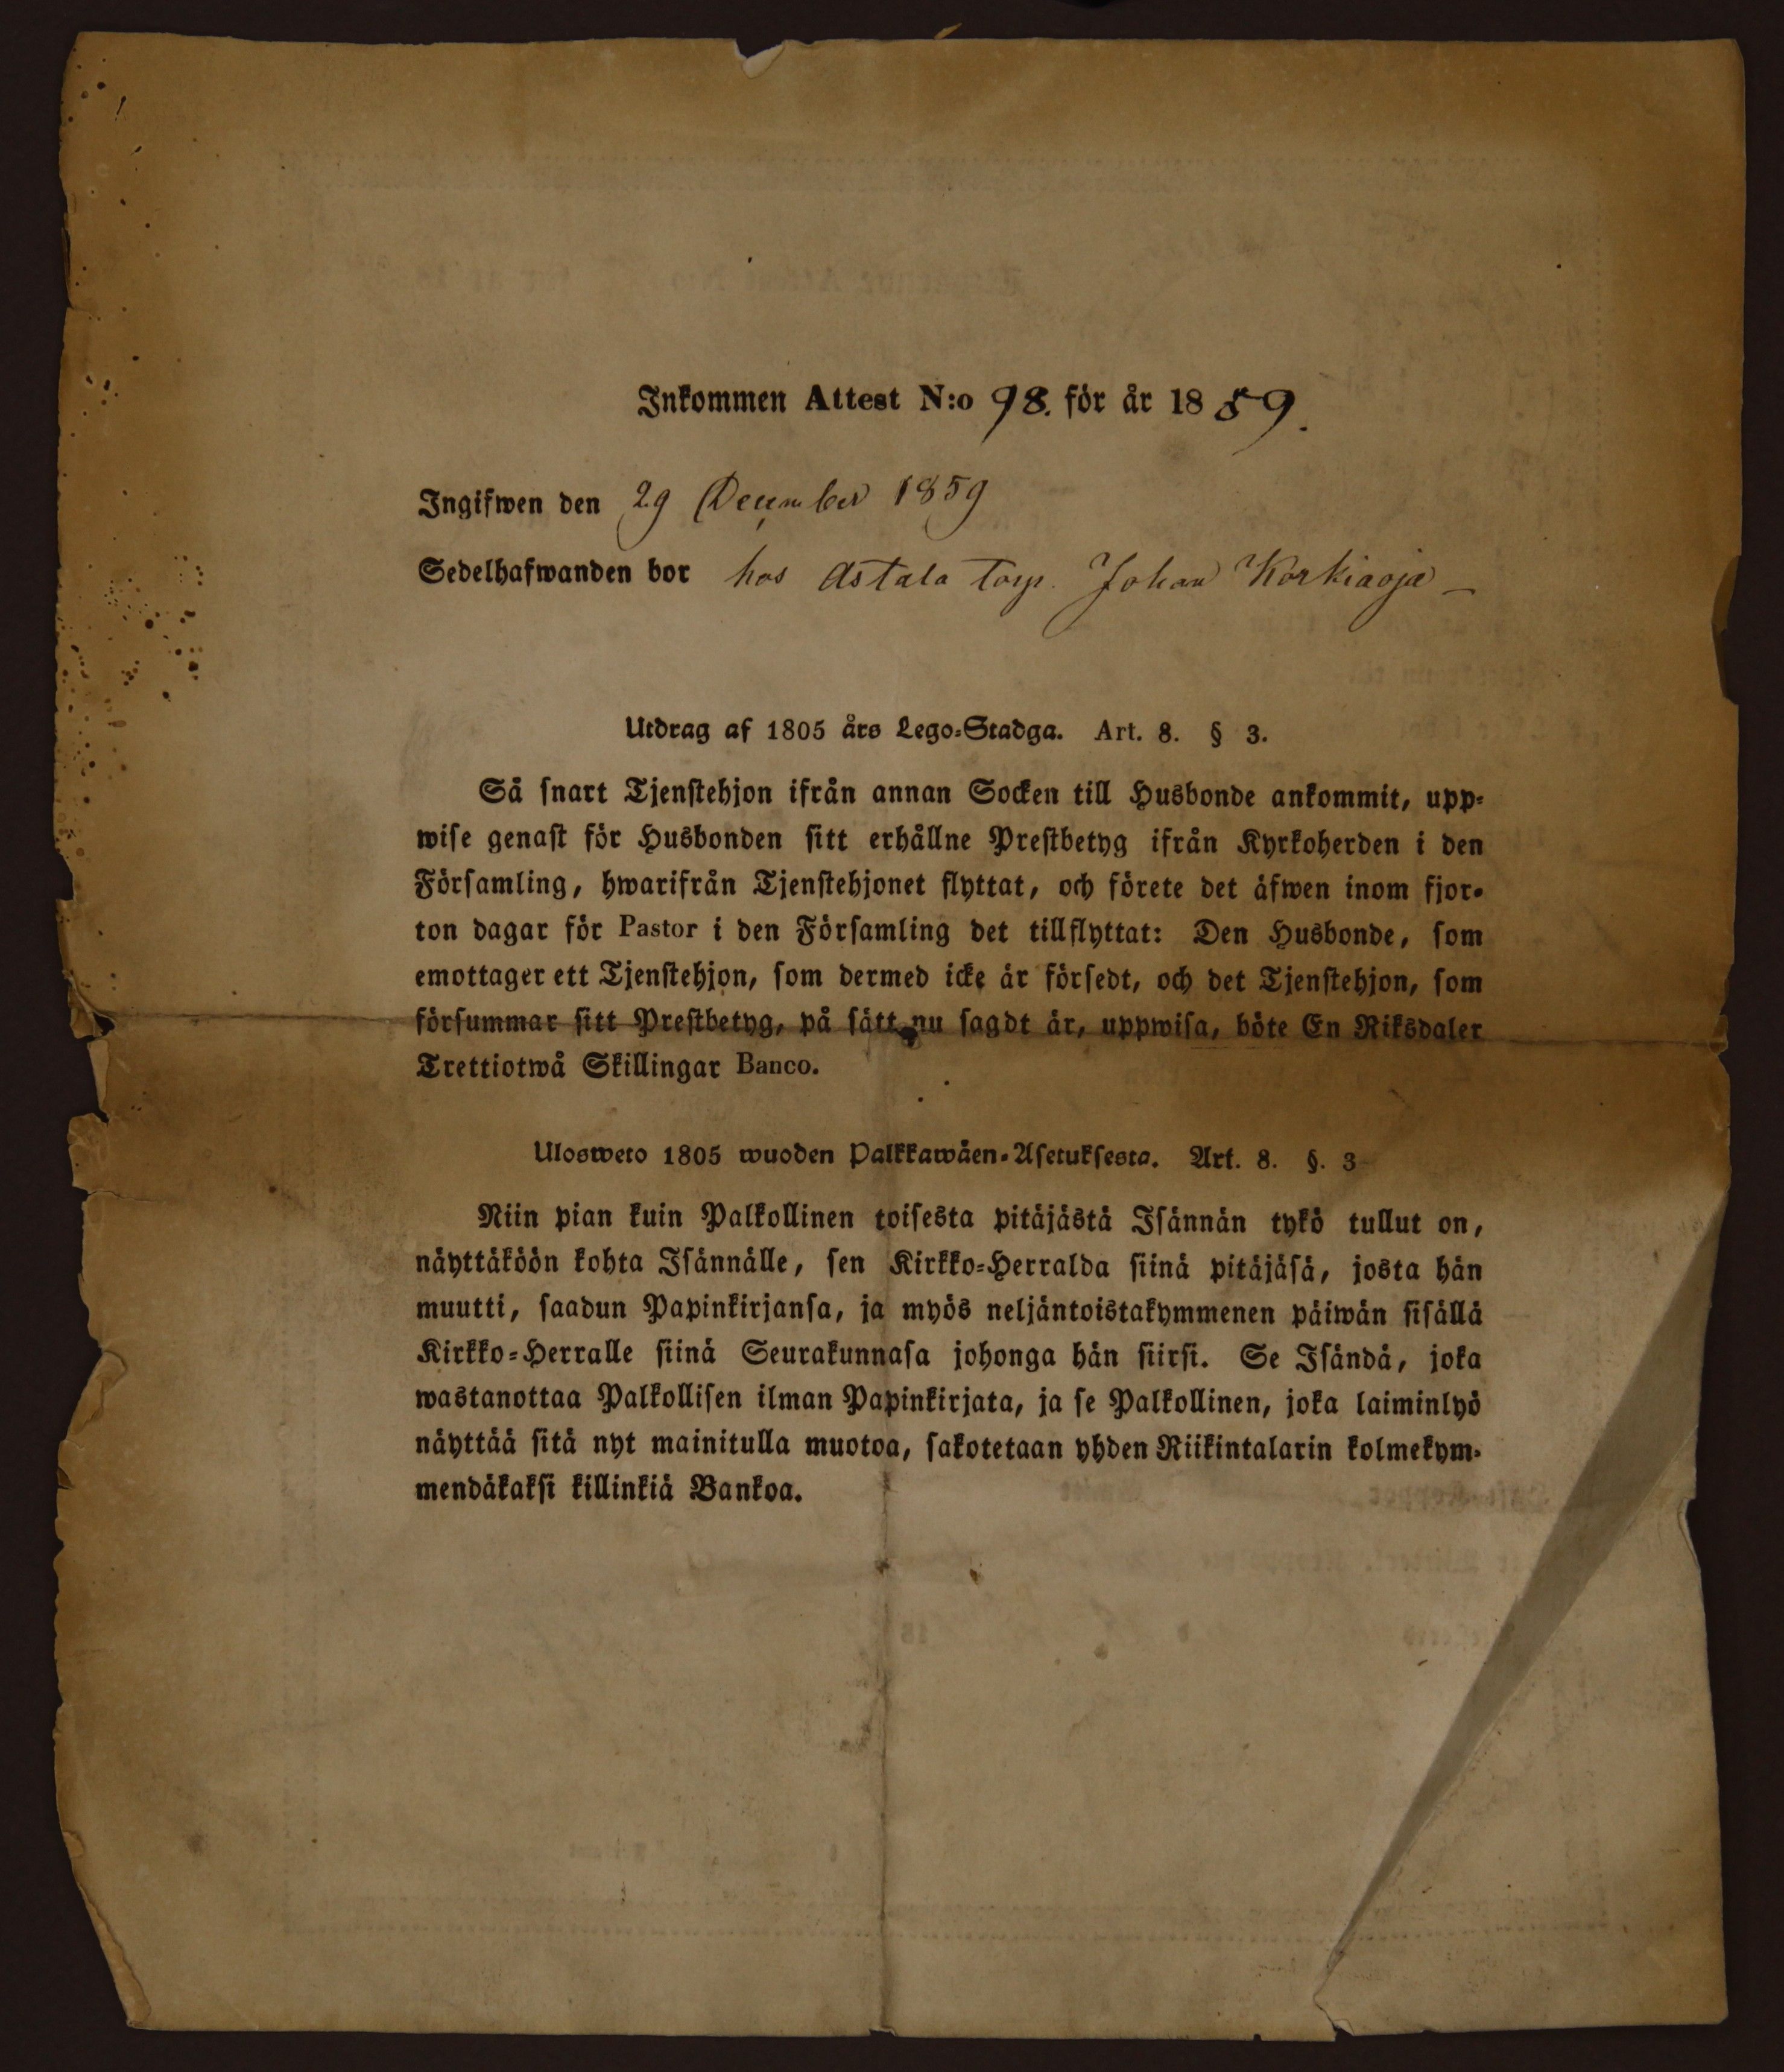 Inkommen Attest N:o 98. för år 1859.
Ingifwen den 29 December 1859
Sedelhafwanden bor hos Astala torp. Johan Korkiaoja –
Utdrag af 1805 års Lego-Stadga. Art. 8. § 3.
Så snart Tjenstehjon ifrån annan Socken till Husbonde ankommit, upp-
wise genast för Husbonden sitt erhållne Prestbetyg ifrån Kyrkoherden i den
Församling, hwarifrån Tjenstehjonet flyttat, och förete det äfwen inom fjor-
ton dagar för Pastor i den Församling det tillflyttat: Den Husbonde, som
emottager ett Tjenstehjon, som dermed icke är försedt, och det Tjenstehjon, som
försummar sitt Prestbetyg, på sätt nu sagdt är, uppwisa, böte En Riksdaler
Trettiotwå Skillingar Banco.
Ulosweto 1805 wuoden Palkkawäen-Asetuksesta. Art. 8. §. 3
Niin pian kuin Palkollinen toisesta pitäjästä Isännän tykö tullut on,
näyttäköön kohta Isännälle, sen Kirkko-Herralda siinä pitäjäsä, josta hän
muutti, saadun Papinkirjansa, ja myös neljäntoistakymmenen päiwän sisällä
Kirkko-Herralle siinä Seurakunnasa johonga hän siirsi. Se Isändä, joka
wastanottaa Palkollisen ilman Papinkirjata, ja se Palkollinen, joka laiminlyö
näyttää sitä nyt mainitulla muotoa, sakotetaan yhden Riikintalarin kolmekym-
mendäkaksi killinkiä Bankoa.